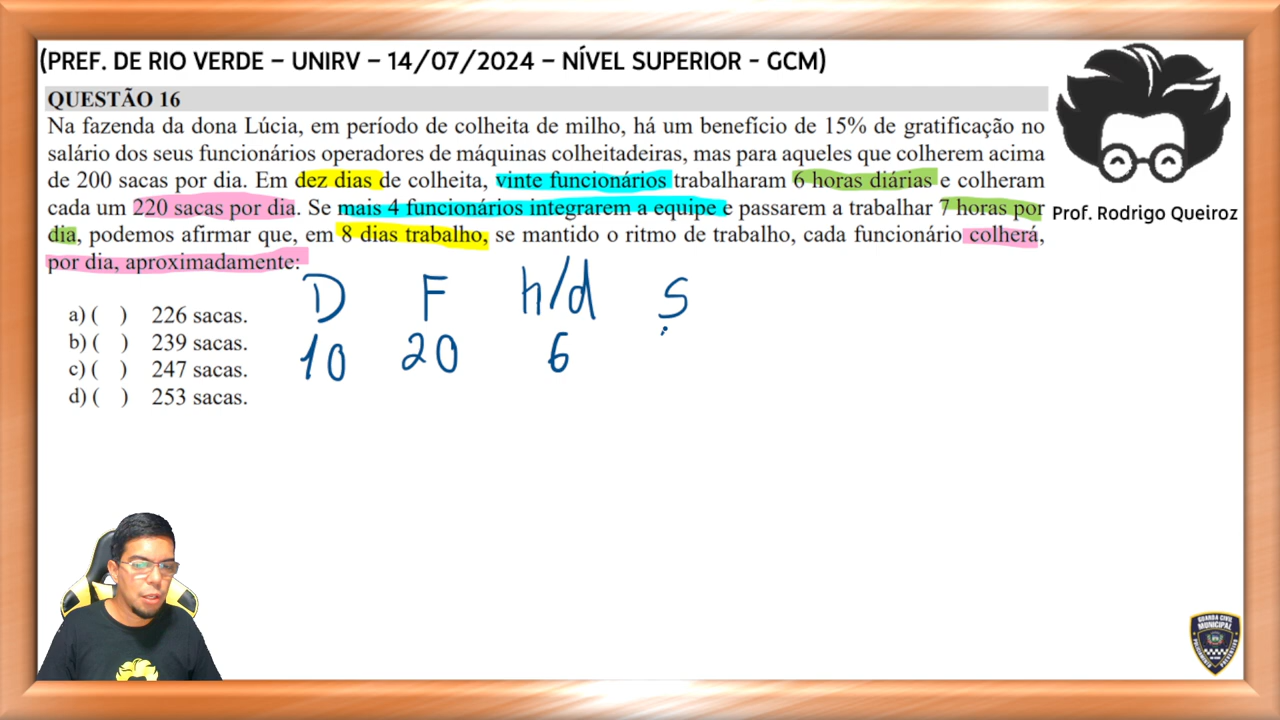 (PREF. DE RIO VERDE – UNIRV – 14/07/2024 – NÍVEL SUPERIOR - GCM)
QUESTÃO 16
Na fazenda da dona Lúcia, em período de colheita de milho, há um benefício de 15% de gratificação no
salário dos seus funcionários operadores de máquinas colheitadeiras, mas para aqueles que colherem acima
de 200 sacas por dia. Em dez dias de colheita, vinte funcionários trabalharam 6 horas diárias e colheram
cada um 220 sacas por dia. Se mais 4 funcionários integrarem a equipe e passarem a trabalhar 7 horas por
dia, podemos afirmar que, em 8 dias trabalho, se mantido o ritmo de trabalho, cada funcionário colherá,
por dia, aproximadamente:
a) ( ) 226 sacas.
b) ( ) 239 sacas.
c) ( ) 247 sacas.
d) ( ) 253 sacas.
D F h/d S
10 20 6
Prof. Rodrigo Queiroz
GUARDA CIVIL
MUNICIPAL